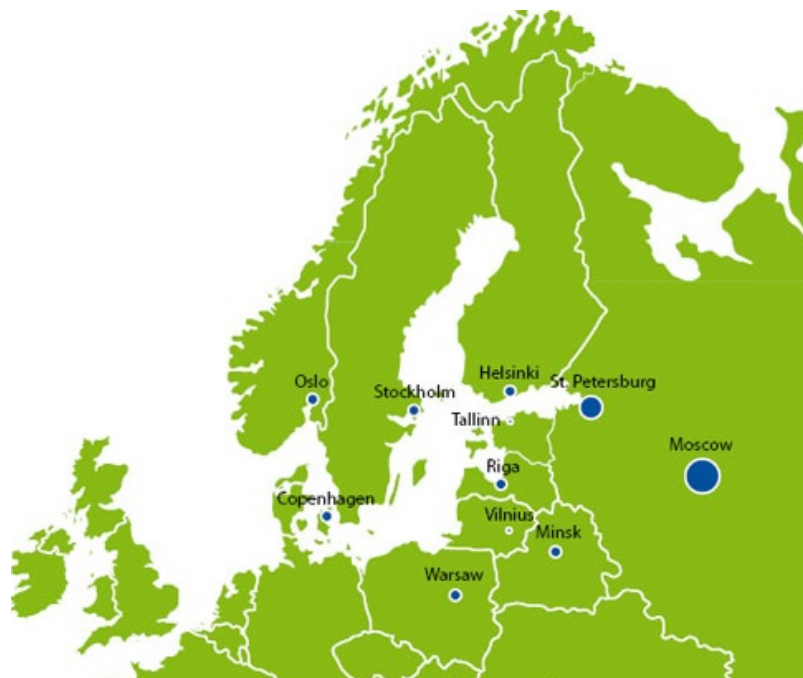 Helsinki
Oslo
St. Petersburg
Stockholm
Tallinn
Moscow
Riga
Copenhagen
Vilnius
Minsk
Warsaw